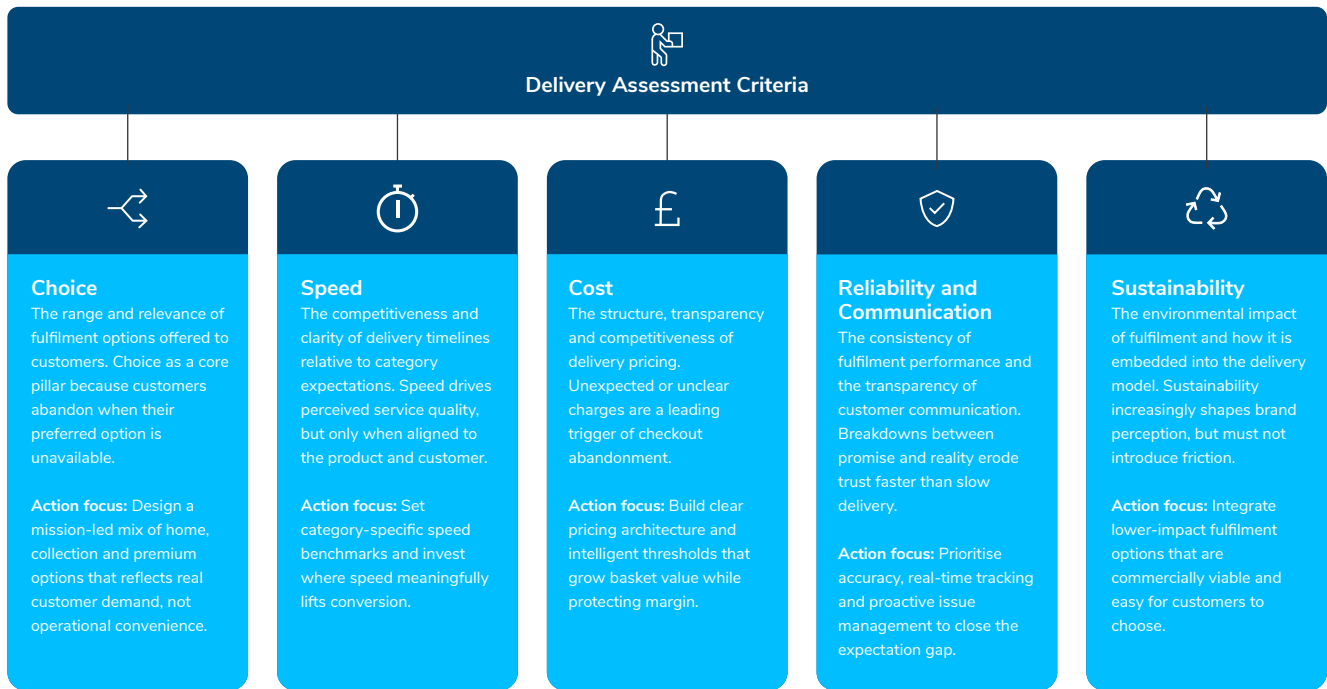 Delivery Assessment Criteria
Choice
The range and relevance of
fulfilment options offered to
customers. Choice as a core
pillar because customers
abandon when their
preferred option is
unavailable.
Action focus: Design a
mission-led mix of home,
collection and premium
options that reflects real
customer demand, not
operational convenience.
Speed
The competitiveness and
clarity of delivery timelines
relative to category
expectations. Speed drives
perceived service quality,
but only when aligned to
the product and customer.
Action focus: Set
category-specific speed
benchmarks and invest
where speed meaningfully
lifts conversion.
£
Cost
The structure, transparency
and competitiveness of
delivery pricing.
Unexpected or unclear
charges are a leading
trigger of checkout
abandonment.
Action focus: Build clear
pricing architecture and
intelligent thresholds that
grow basket value while
protecting margin.
Reliability and
Communication
The consistency of
fulfilment performance and
the transparency of
customer communication.
Breakdowns between
promise and reality erode
trust faster than slow
delivery.
Action focus: Prioritise
accuracy, real-time tracking
and proactive issue
management to close the
expectation gap.
Sustainability
The environmental impact
of fulfilment and how it is
embedded into the delivery
model. Sustainability
increasingly shapes brand
perception, but must not
introduce friction.
Action focus: Integrate
lower-impact fulfilment
options that are
commercially viable and
easy for customers to
choose.